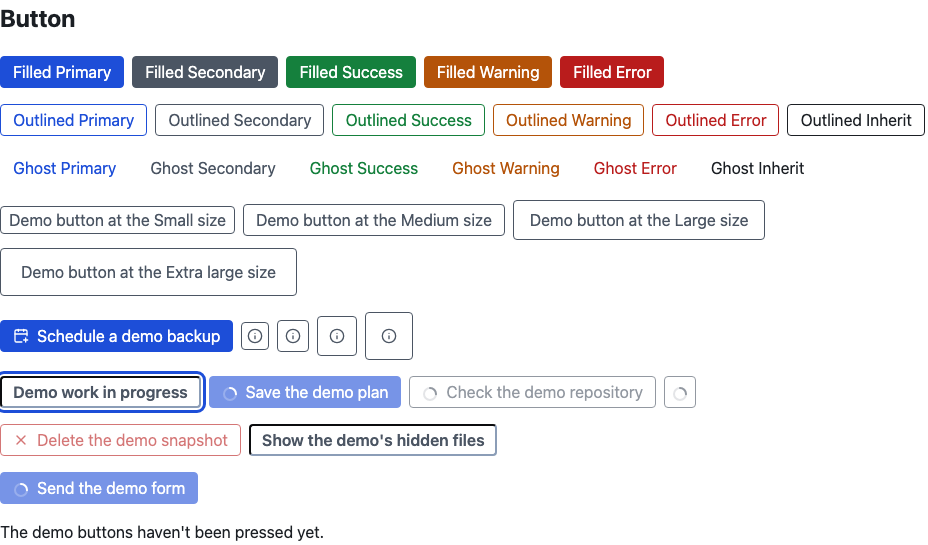 Button
Filled Primary Filled Secondary Filled Success Filled Warning Filled Error
Outlined Primary Outlined Secondary Outlined Success Outlined Warning Outlined Error Outlined Inherit
Ghost Primary Ghost Secondary Ghost Success Ghost Warning Ghost Error Ghost Inherit
Demo button at the Small size Demo button at the Medium size Demo button at the Large size
Demo button at the Extra large size
Schedule a demo backup
Demo work in progress Save the demo plan Check the demo repository
Delete the demo snapshot Show the demo's hidden files
Send the demo form
The demo buttons haven't been pressed yet.